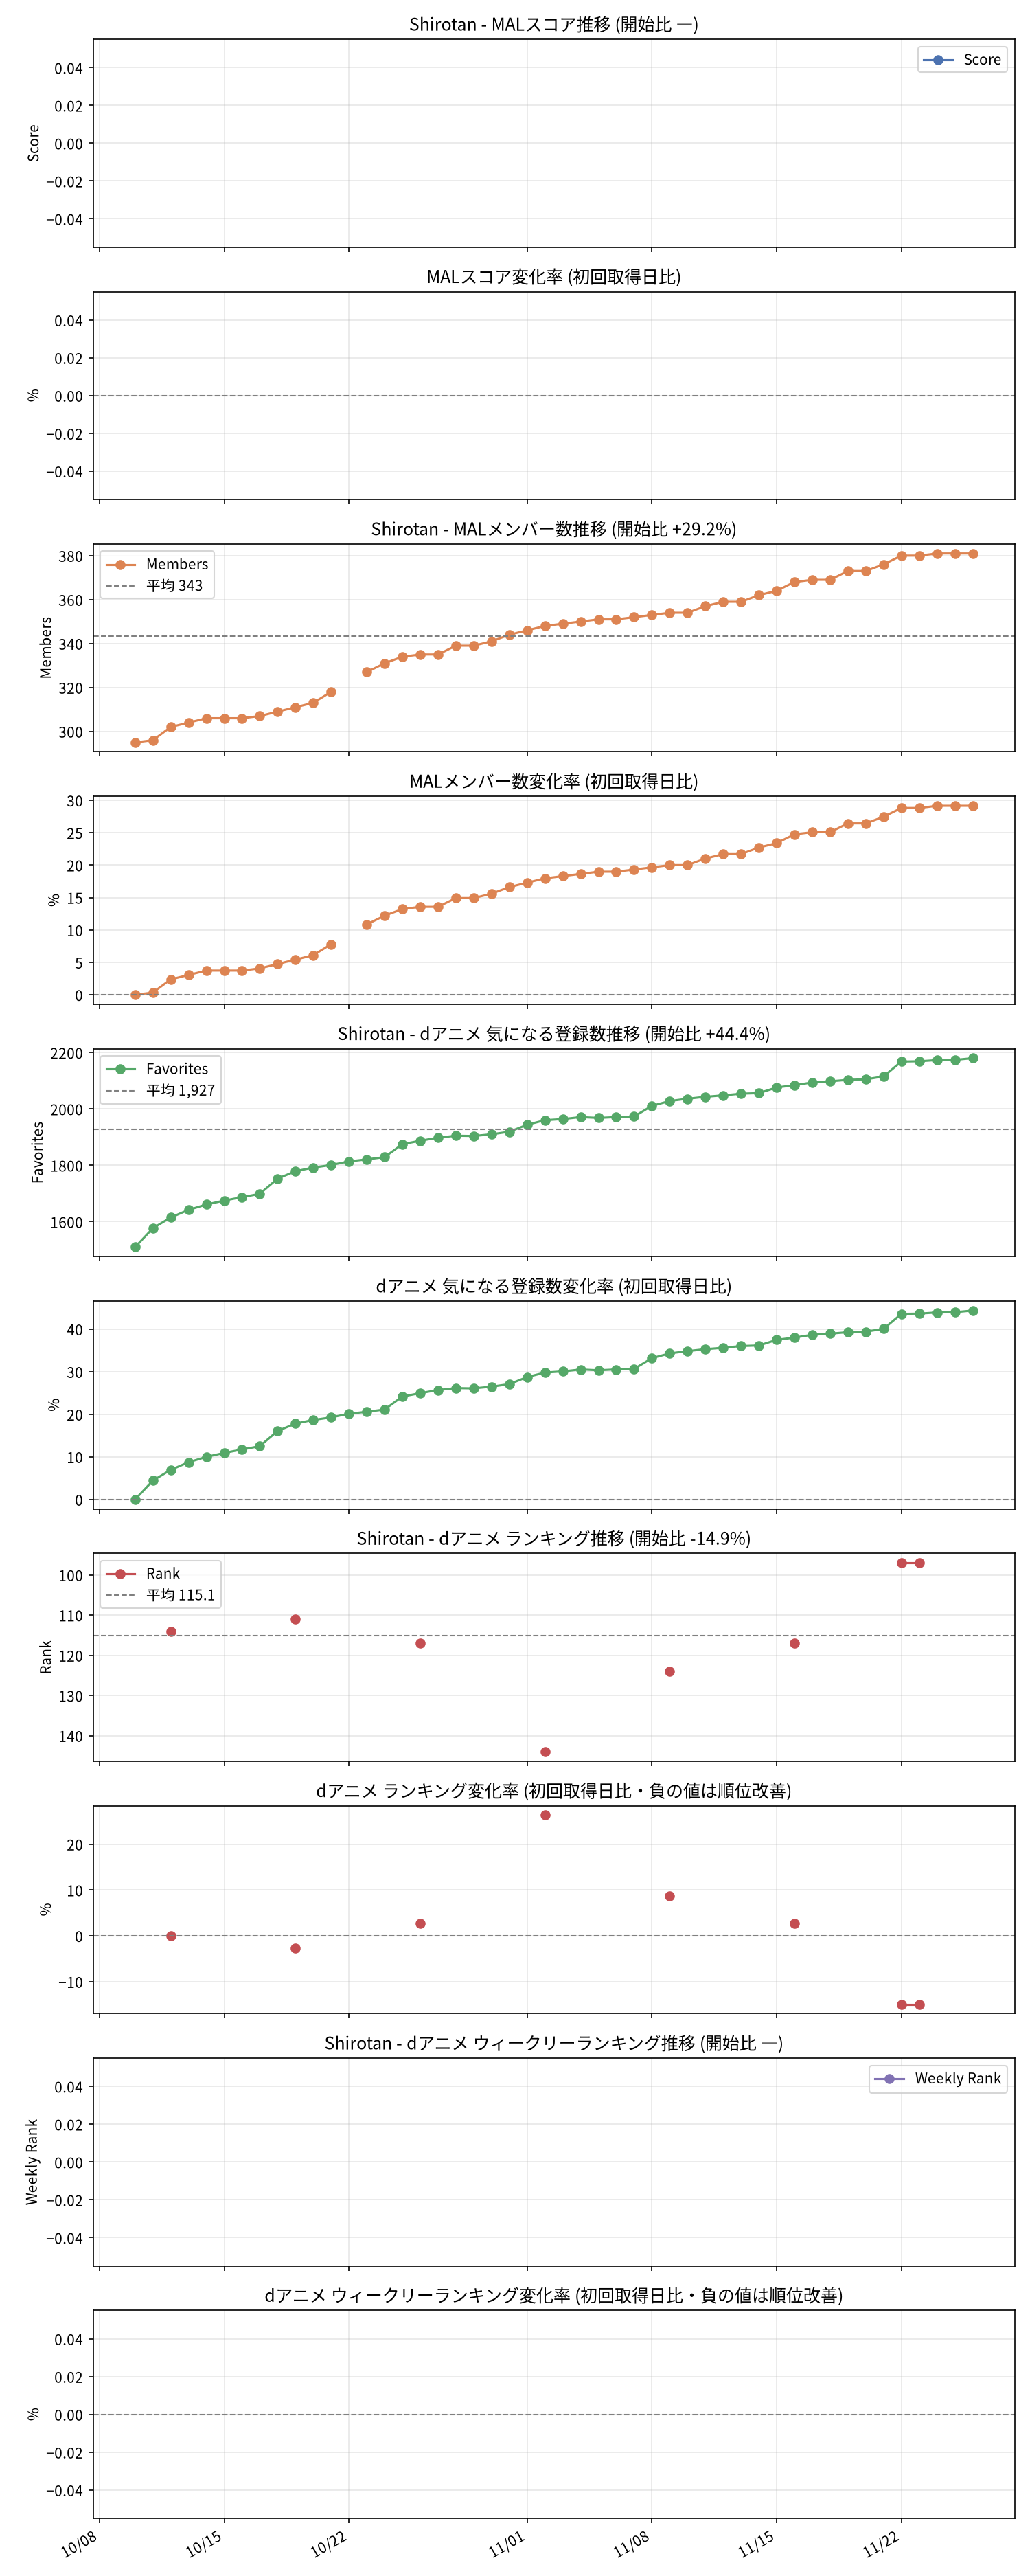 Shirotan - MALスコア推移 (開始比 —)
0.04
0.02
0.00
−0.02
−0.04
Score
Score
MALスコア変化率 (初回取得日比)
0.04
0.02
0.00
−0.02
−0.04
%
Shirotan - MALメンバー数推移 (開始比 +29.2%)
380
360
340
320
300
Members
Members
平均 343
MALメンバー数変化率 (初回取得日比)
30
25
20
15
10
5
0
%
Shirotan - dアニメ 気になる登録数推移 (開始比 +44.4%)
2200
2000
1800
1600
Favorites
Favorites
平均 1,927
dアニメ 気になる登録数変化率 (初回取得日比)
40
30
20
10
0
%
Shirotan - dアニメ ランキング推移 (開始比 -14.9%)
100
110
120
130
140
Rank
Rank
平均 115.1
dアニメ ランキング変化率 (初回取得日比・負の値は順位改善)
20
10
0
−10
%
Shirotan - dアニメ ウィークリーランキング推移 (開始比 —)
0.04
0.02
0.00
−0.02
−0.04
Weekly Rank
Weekly Rank
dアニメ ウィークリーランキング変化率 (初回取得日比・負の値は順位改善)
0.04
0.02
0.00
−0.02
−0.04
%
10/08
10/15
10/22
11/01
11/08
11/15
11/22